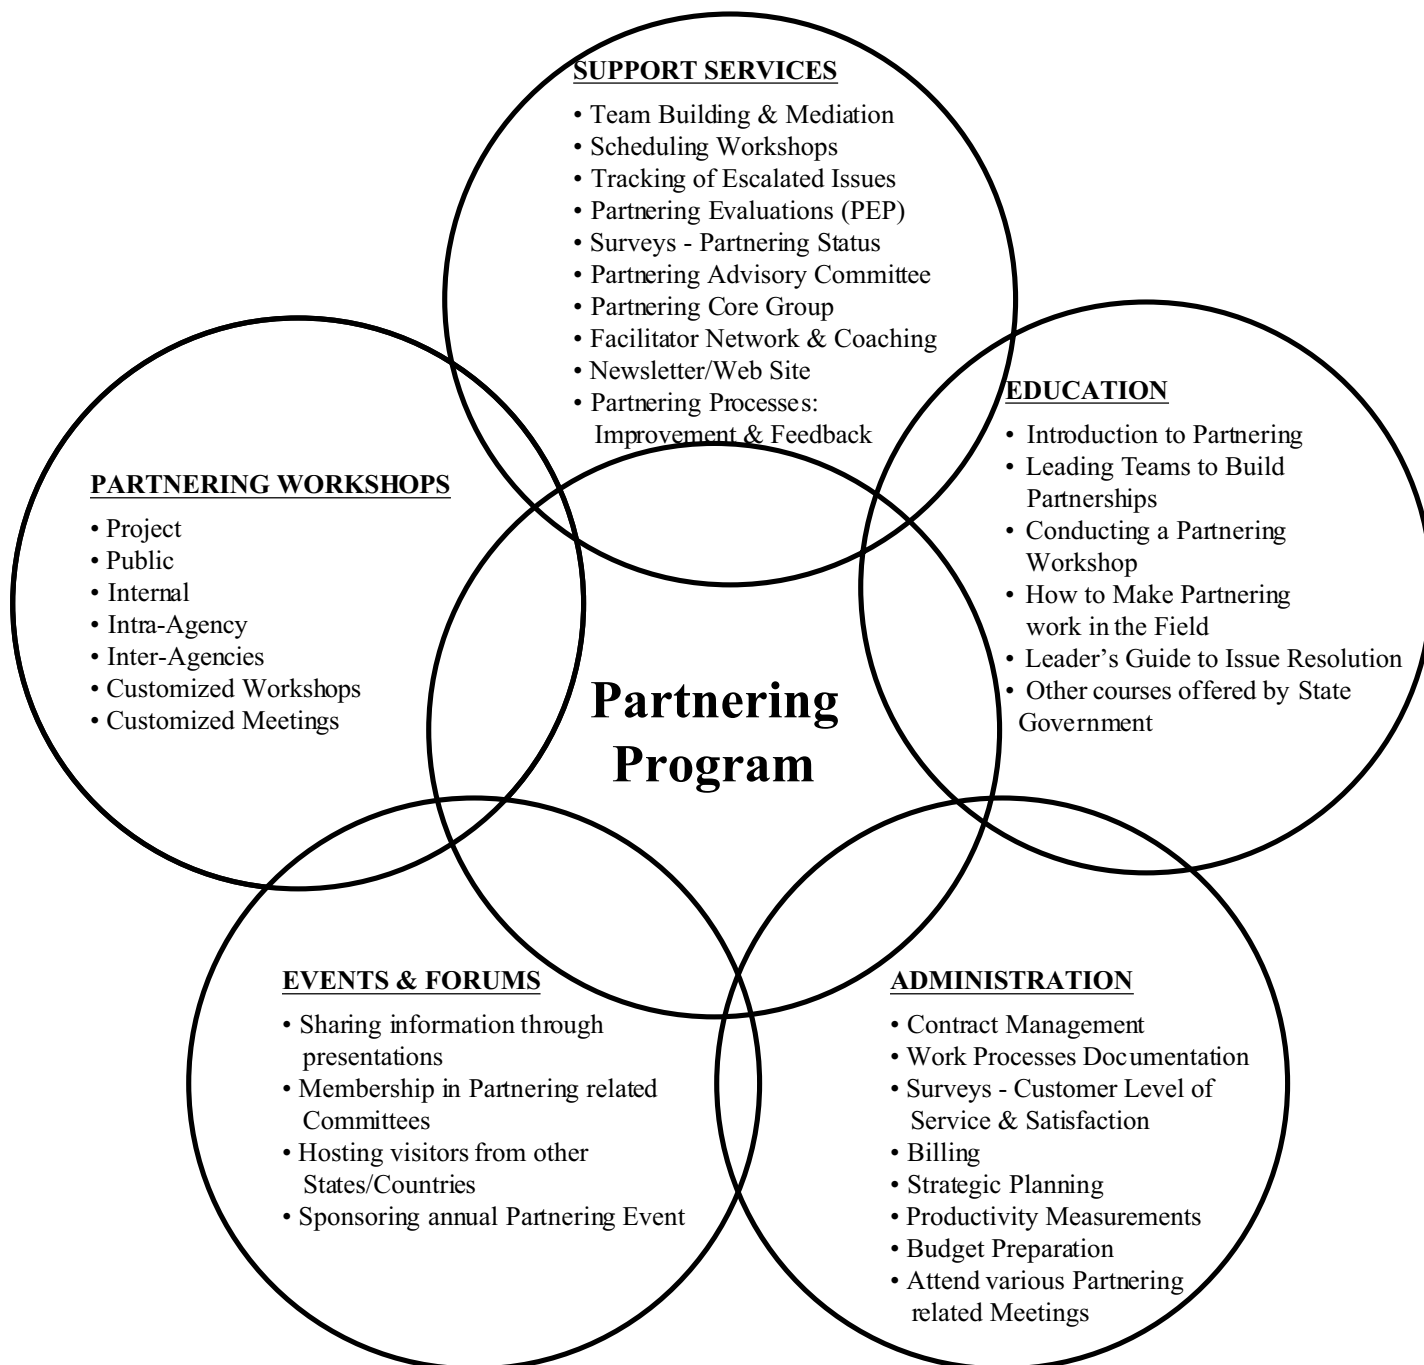 SUPPORT SERVICES
• Team Building & Mediation
• Scheduling Workshops
• Tracking of Escalated Issues
• Partnering Evaluations (PEP)
• Surveys - Partnering Status
• Partnering Advisory Committee
• Partnering Core Group
• Facilitator Network & Coaching
• Newsletter/Web Site
• Partnering Processes:
Improvement & Feedback
PARTNERING WORKSHOPS
• Project
• Public
• Internal
• Intra-Agency
• Inter-Agencies
• Customized Workshops
• Customized Meetings
EDUCATION
• Introduction to Partnering
• Leading Teams to Build
Partnerships
• Conducting a Partnering
Workshop
• How to Make Partnering
work in the Field
• Leader’s Guide to Issue Resolution
• Other courses offered by State
Government
Partnering
Program
EVENTS & FORUMS
• Sharing information through
presentations
• Membership in Partnering related
Committees
• Hosting visitors from other
States/Countries
• Sponsoring annual Partnering Event
ADMINISTRATION
• Contract Management
• Work Processes Documentation
• Surveys - Customer Level of
Service & Satisfaction
• Billing
• Strategic Planning
• Productivity Measurements
• Budget Preparation
• Attend various Partnering
related Meetings